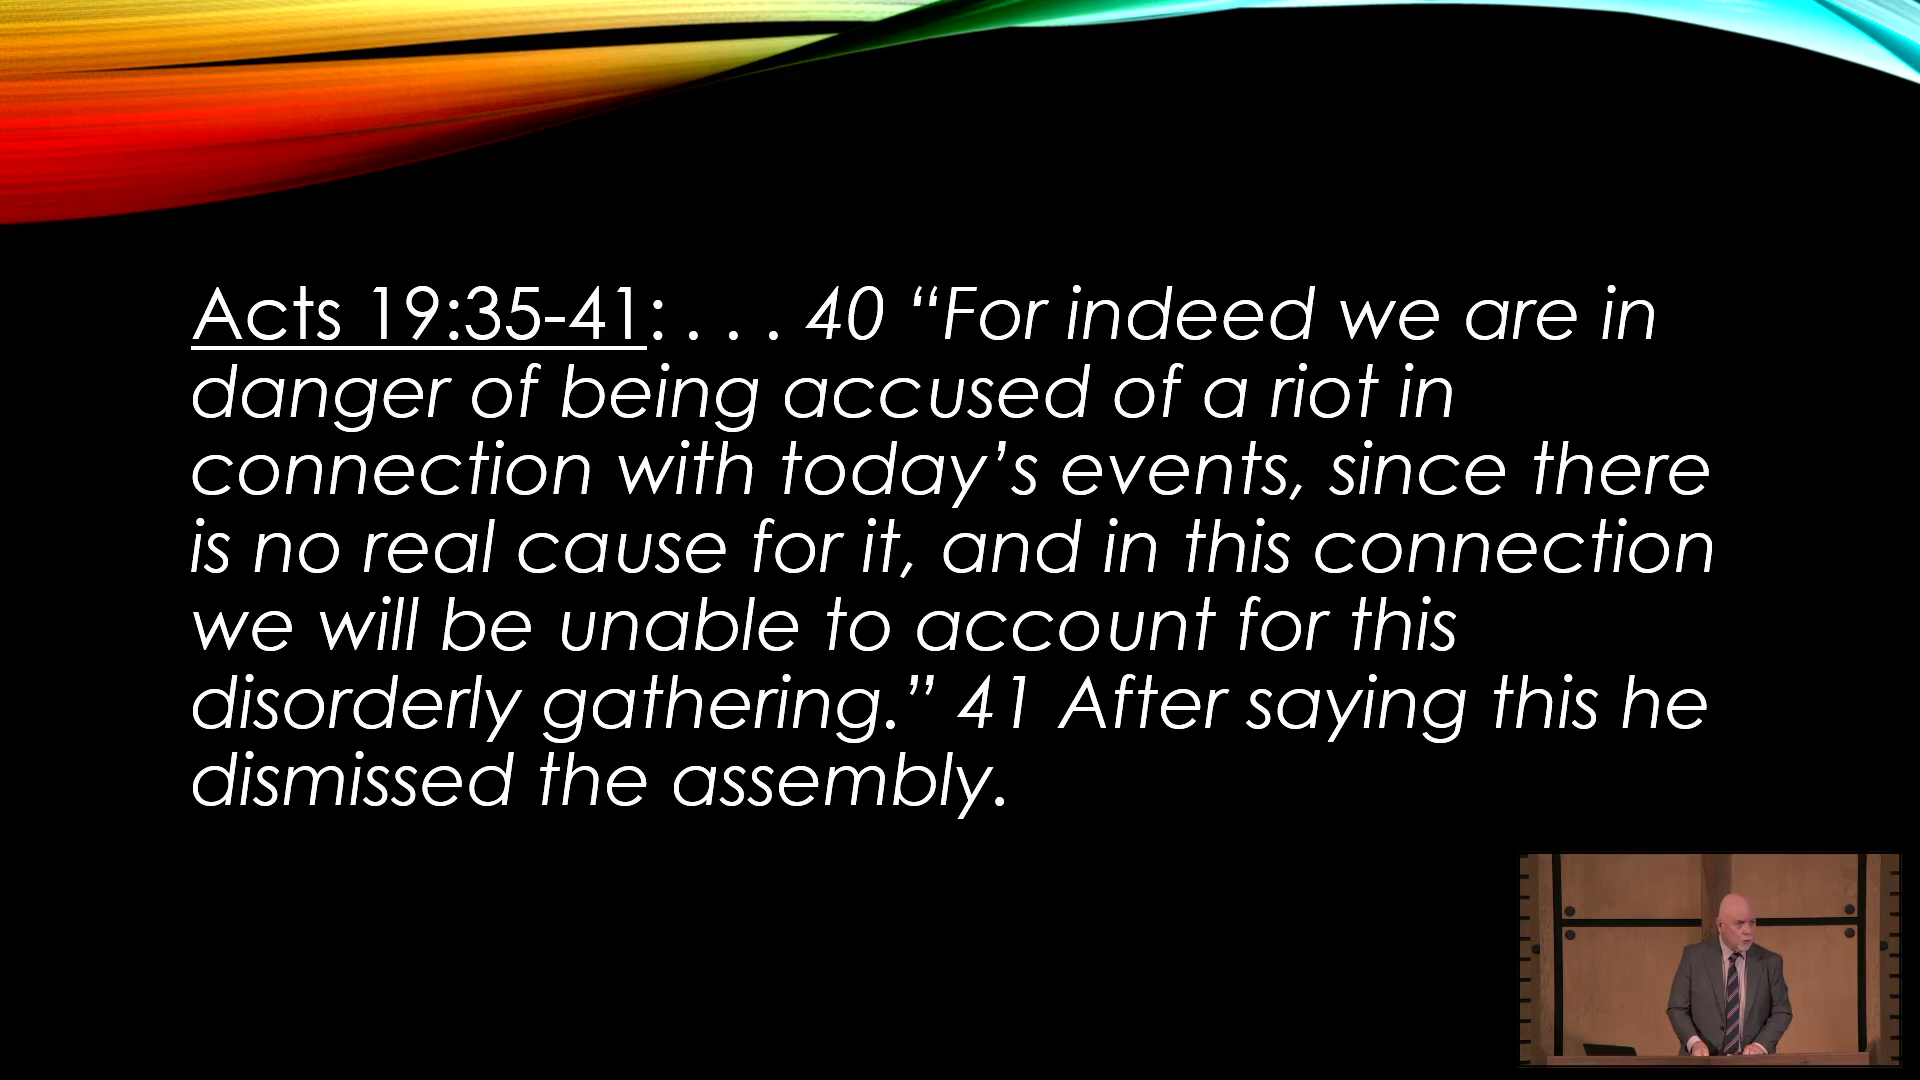 Acts 19:35-41: . . . 40 “For indeed we are in
danger of being accused of a riot in
connection with today’s events, since there
is no real cause for it, and in this connection
we will be unable to account for this
disorderly gathering.” 41 After saying this he
dismissed the assembly.